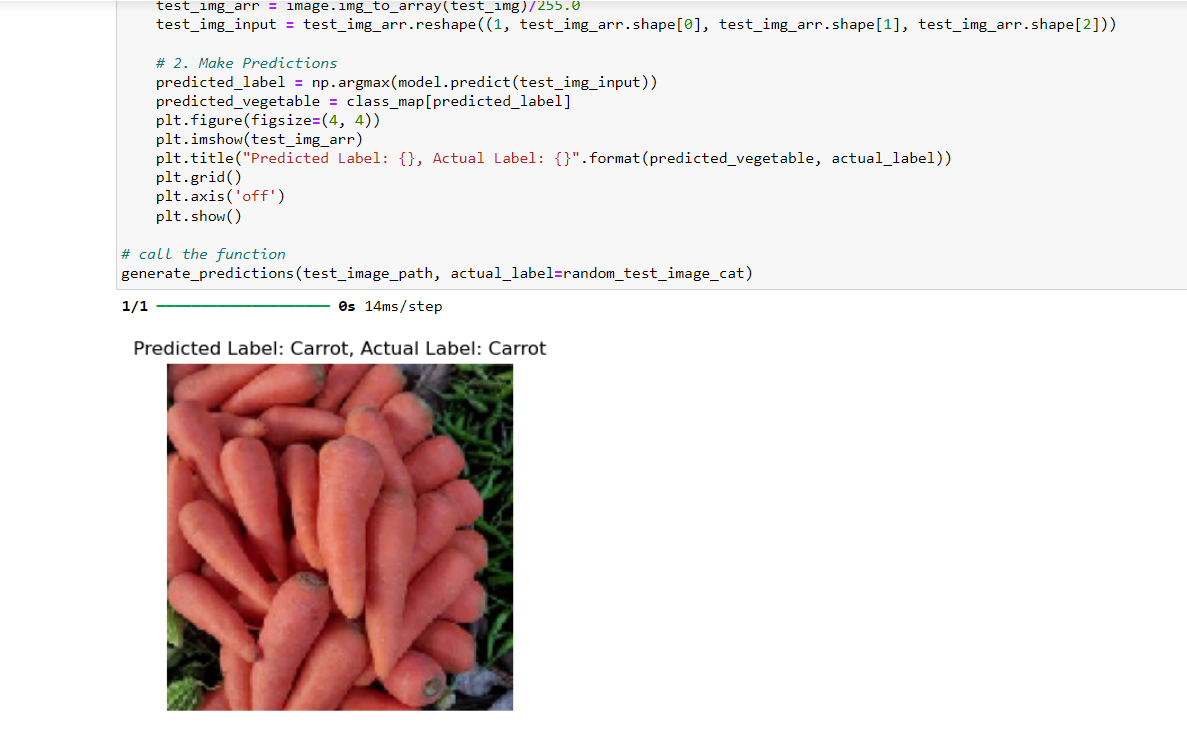 test_img_arr = image.img_to_array(test_img)/255.0
test_img_input = test_img_arr.reshape((1, test_img_arr.shape[0], test_img_arr.shape[1], test_img_arr.shape[2]))
# 2. Make Predictions
predicted_label = np.argmax(model.predict(test_img_input))
predicted_vegetable = class_map[predicted_label]
plt.figure(figsize=(4, 4))
plt.imshow(test_img_arr)
plt.title("Predicted Label: {}, Actual Label: {}".format(predicted_vegetable, actual_label))
plt.grid()
plt.axis('off')
plt.show()
# call the function
generate_predictions(test_image_path, actual_label=random_test_image_cat)
1/1 0s 14ms/step
Predicted Label: Carrot, Actual Label: Carrot